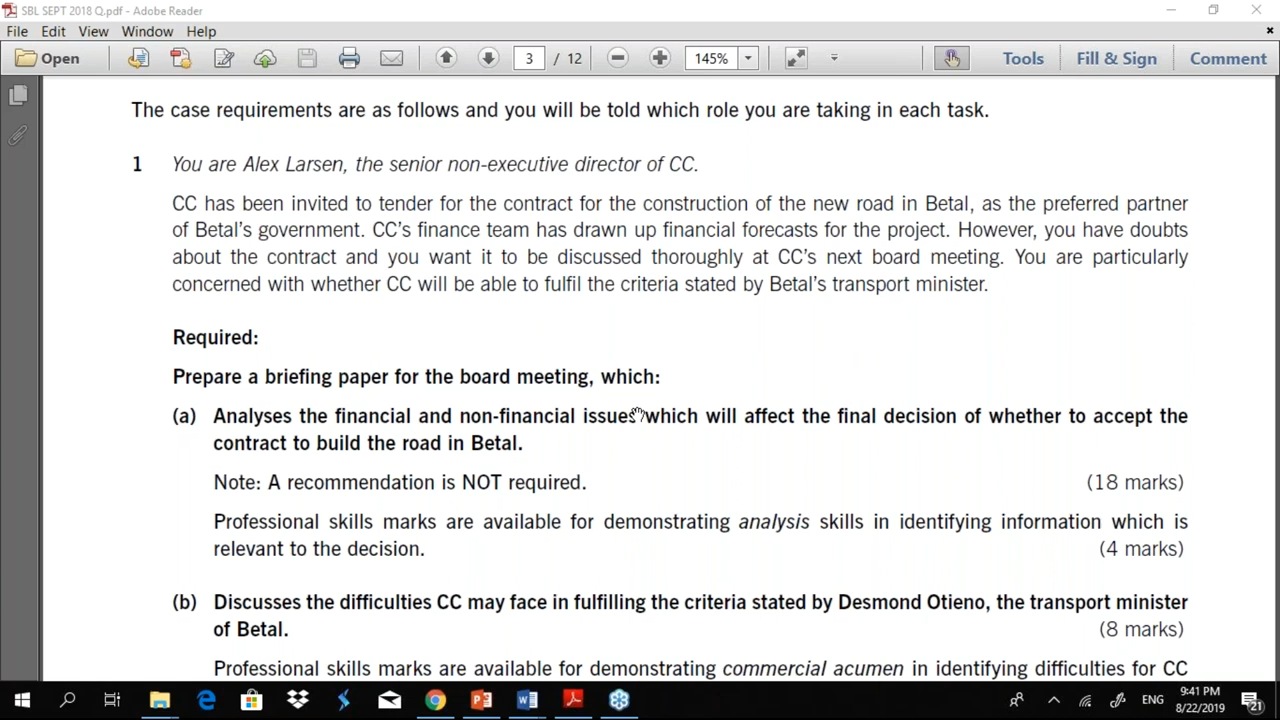 SBL SEPT 2018 Q.pdf - Adobe Reader
File Edit View Window Help
Open 3 / 12 145% Tools Fill & Sign Comment
The case requirements are as follows and you will be told which role you are taking in each task.
1 You are Alex Larsen, the senior non-executive director of CC.
CC has been invited to tender for the contract for the construction of the new road in Betal, as the preferred partner
of Betal's government. CC's finance team has drawn up financial forecasts for the project. However, you have doubts
about the contract and you want it to be discussed thoroughly at CC's next board meeting. You are particularly
concerned with whether CC will be able to fulfil the criteria stated by Betal's transport minister.
Required:
Prepare a briefing paper for the board meeting, which:
(a) Analyses the financial and non-financial issues which will affect the final decision of whether to accept the
contract to build the road in Betal.
Note: A recommendation is NOT required. (18 marks)
Professional skills marks are available for demonstrating analysis skills in identifying information which is
relevant to the decision. (4 marks)
(b) Discusses the difficulties CC may face in fulfilling the criteria stated by Desmond Otieno, the transport minister
of Betal. (8 marks)
Professional skills marks are available for demonstrating commercial acumen in identifying difficulties for CC
ENG 9:41 PM
8/22/2019 21